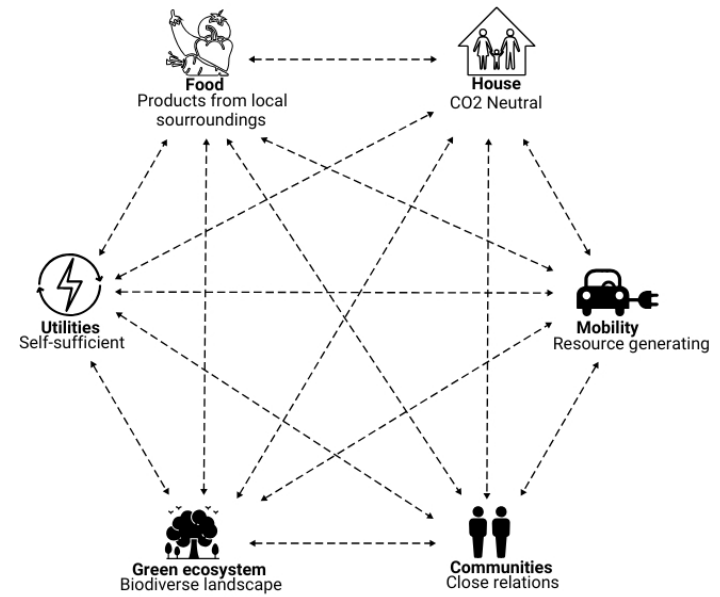 Food
Products from local
sourroundings
House
CO2 Neutral
Utilities
Self-sufficient
Mobility
Resource generating
Green ecosystem
Biodiverse landscape
Communities
Close relations